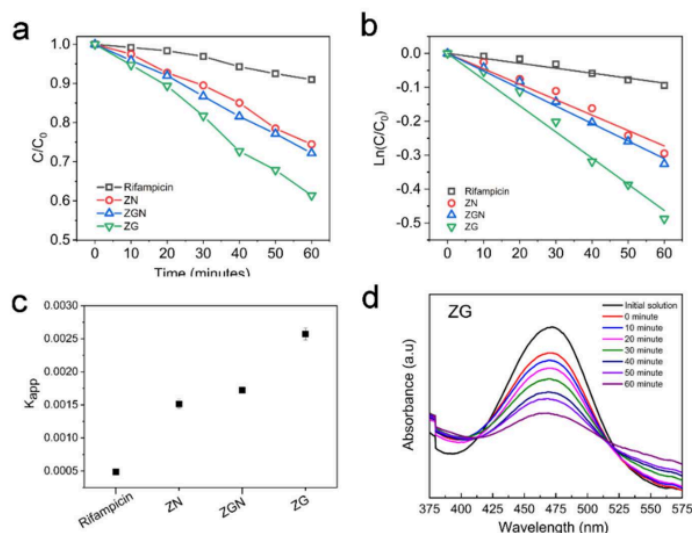 a
1.0
0.9
0.8
0.7
0.6
0.5
C/C₀
Rifampicin
ZN
ZGN
ZG
0 10 20 30 40 50 60
Time (minutes)
b
0.0
-0.1
-0.2
-0.3
-0.4
-0.5
Ln(C/C₀)
Rifampicin
ZN
ZGN
ZG
0 10 20 30 40 50 60
c
0.0030
0.0025
0.0015
0.0005
Kapp
Rifampicin ZN ZGN ZG
d
ZG
Initial solution
0 minute
10 minute
20 minute
30 minute
40 minute
50 minute
60 minute
Absorbance (a.u)
375 400 425 450 475 500 525 550 575
Wavelength (nm)